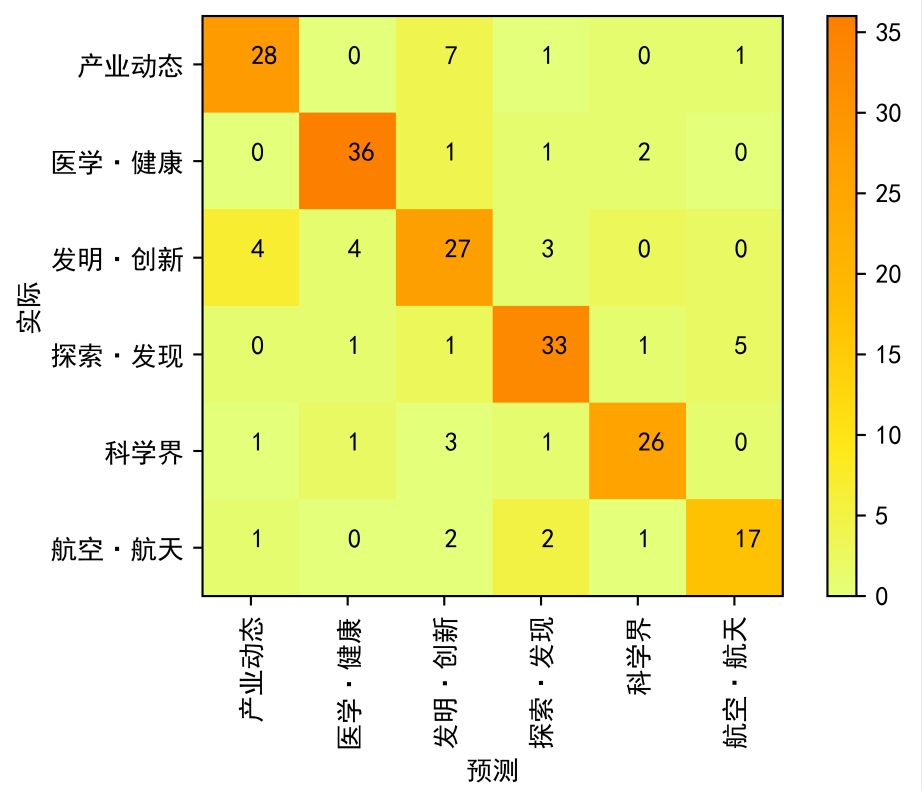 产业动态 28 0 7 1 0 1
医学·健康 0 36 1 1 2 0
发明·创新 4 4 27 3 0 0
探索·发现 0 1 1 33 1 5
科学界 1 1 3 1 26 0
航空·航天 1 0 2 2 1 17
实际
产业动态
医学·健康
发明·创新
探索·发现
科学界
航空·航天
预测
35
30
25
20
15
10
5
0